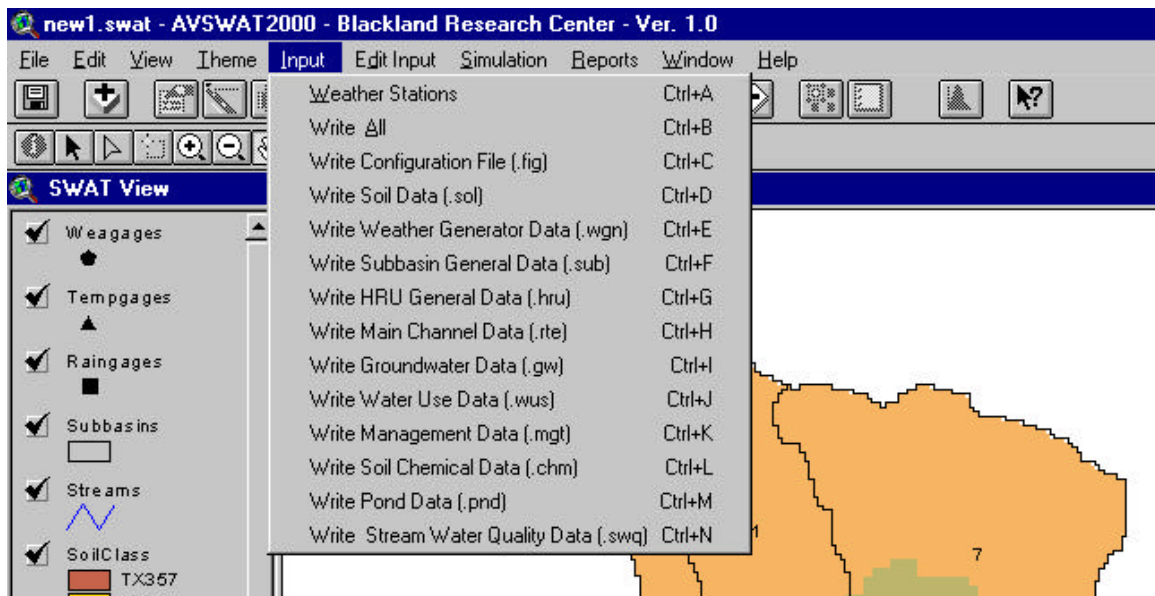 new1.swat - AVSWAT2000 - Blackland Research Center - Ver. 1.0
File Edit View Theme Input Edit Input Simulation Reports Window Help
Weather Stations Ctrl+A
Write All Ctrl+B
Write Configuration File (.fig) Ctrl+C
Write Soil Data (.sol) Ctrl+D
Write Weather Generator Data (.wgn) Ctrl+E
Write Subbasin General Data (.sub) Ctrl+F
Write HRU General Data (.hru) Ctrl+G
Write Main Channel Data (.rte) Ctrl+H
Write Groundwater Data (.gw) Ctrl+I
Write Water Use Data (.wus) Ctrl+J
Write Management Data (.mgt) Ctrl+K
Write Soil Chemical Data (.chm) Ctrl+L
Write Pond Data (.pnd) Ctrl+M
Write Stream Water Quality Data (.swq) Ctrl+N
SWAT View
Weagages
Tempgages
Raingages
Subbasins
Streams
SoilClass
TX357
1
7